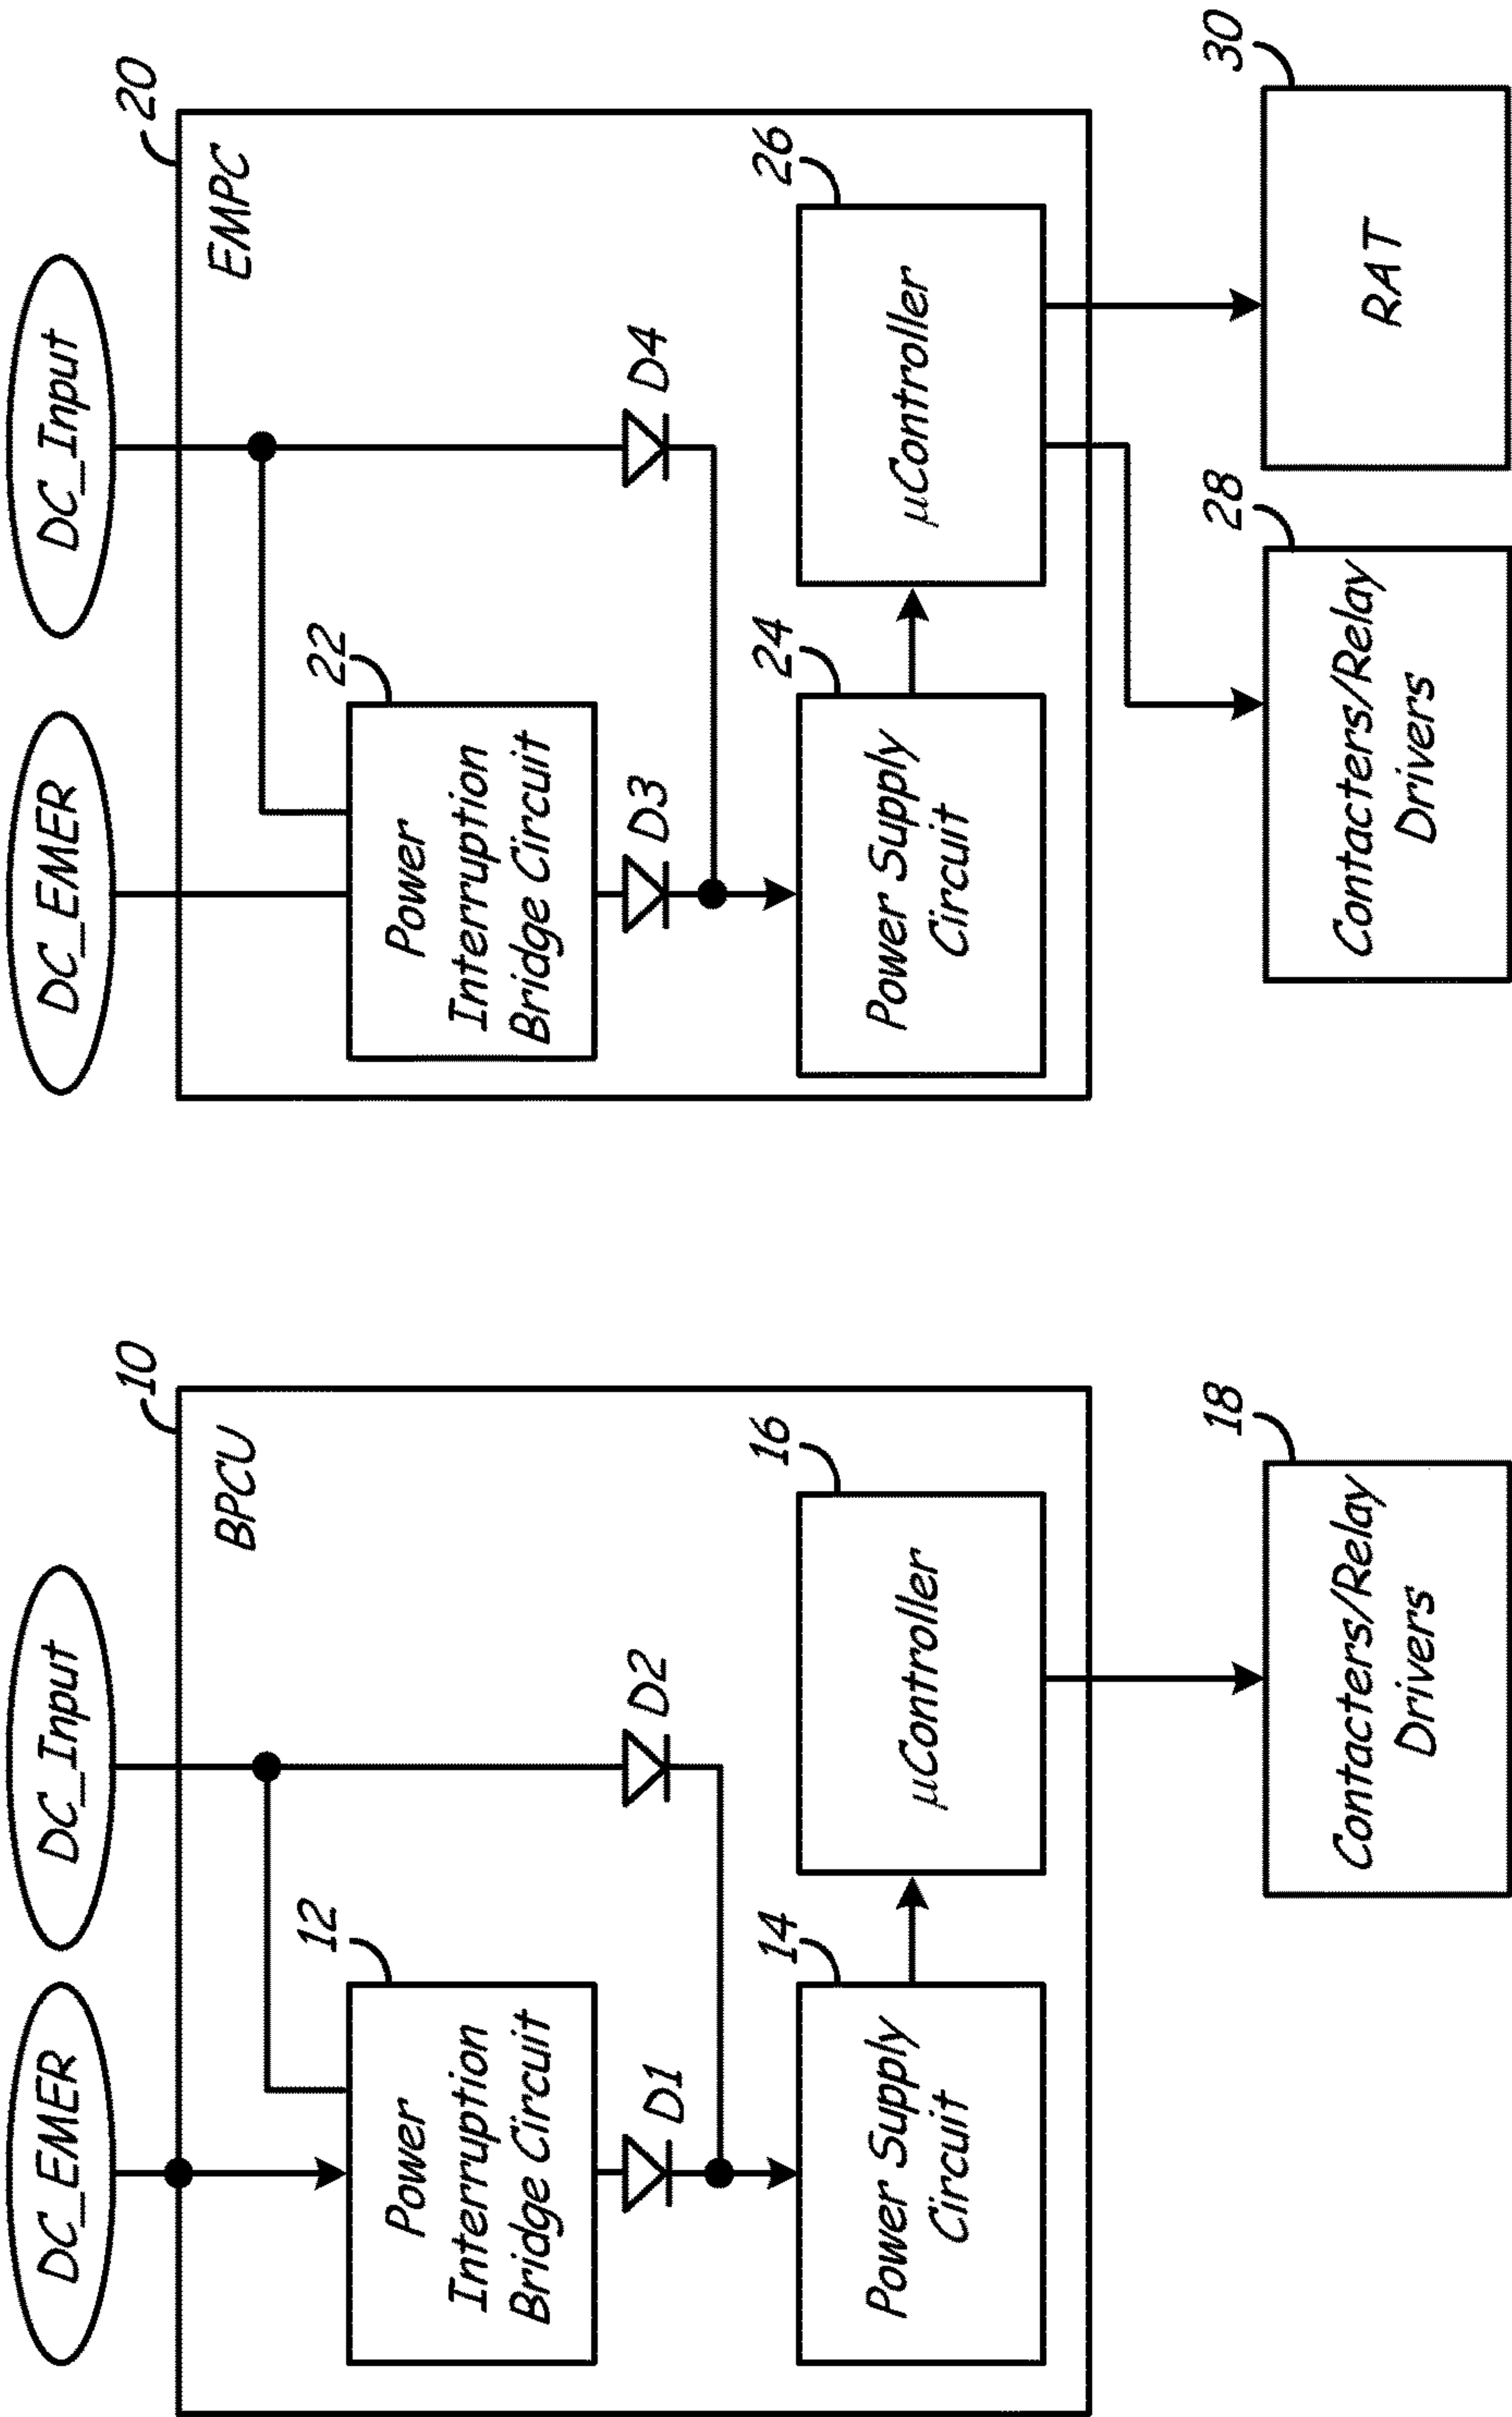 DC_EMER
DC_Input
10
BPCU
12
Power
Interruption
Bridge Circuit
D1
D2
14
Power Supply
Circuit
16
µController
18
Contacters/Relay
Drivers
DC_EMER
DC_Input
20
EMPC
22
Power
Interruption
Bridge Circuit
D3
D4
24
Power Supply
Circuit
26
µController
28
Contacters/Relay
Drivers
30
RAT